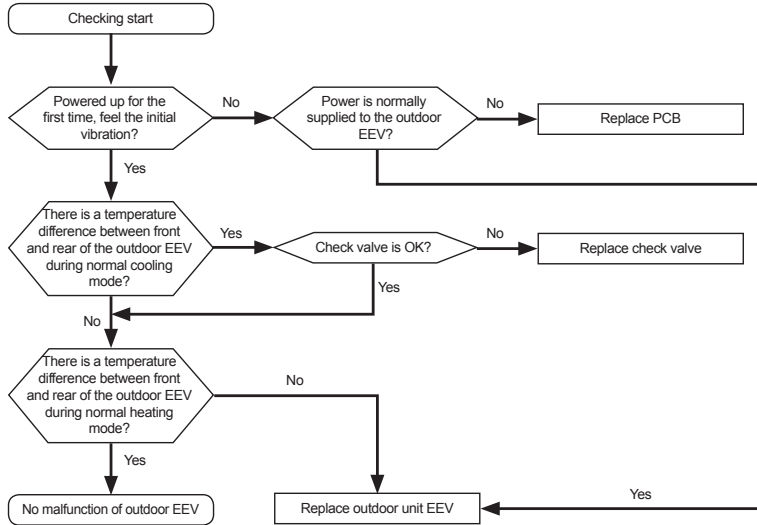 Checking start
Powered up for the
first time, feel the initial
vibration?
No
Power is normally
supplied to the outdoor
EEV?
No
Replace PCB
Yes
There is a temperature
difference between front
and rear of the outdoor EEV
during normal cooling
mode?
Yes
Check valve is OK?
No
Replace check valve
Yes
No
There is a temperature
difference between front
and rear of the outdoor EEV
during normal heating
mode?
No
Yes
No malfunction of outdoor EEV
Replace outdoor unit EEV
Yes